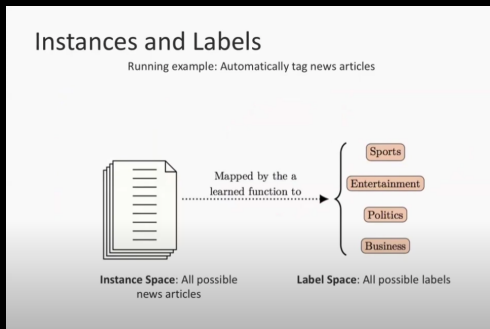 Instances and Labels
Running example: Automatically tag news articles
Mapped by the a
learned function to
Sports
Entertainment
Politics
Business
Instance Space: All possible
news articles
Label Space: All possible labels